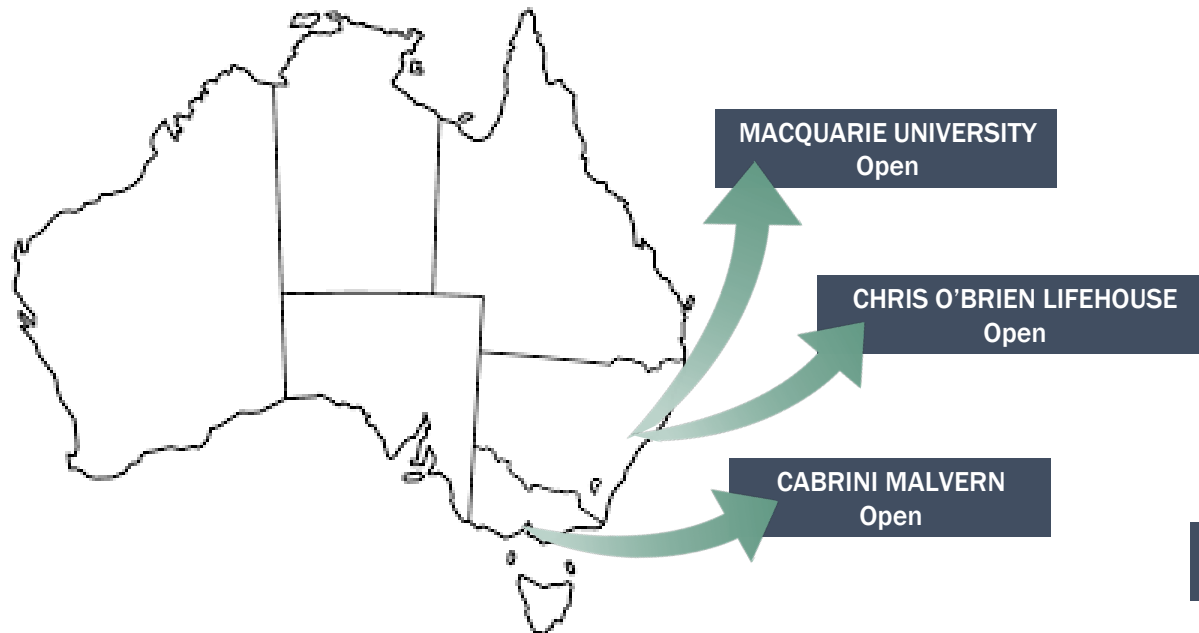 MACQUARIE UNIVERSITY
Open
CHRIS O’BRIEN LIFEHOUSE
Open
CABRINI MALVERN
Open